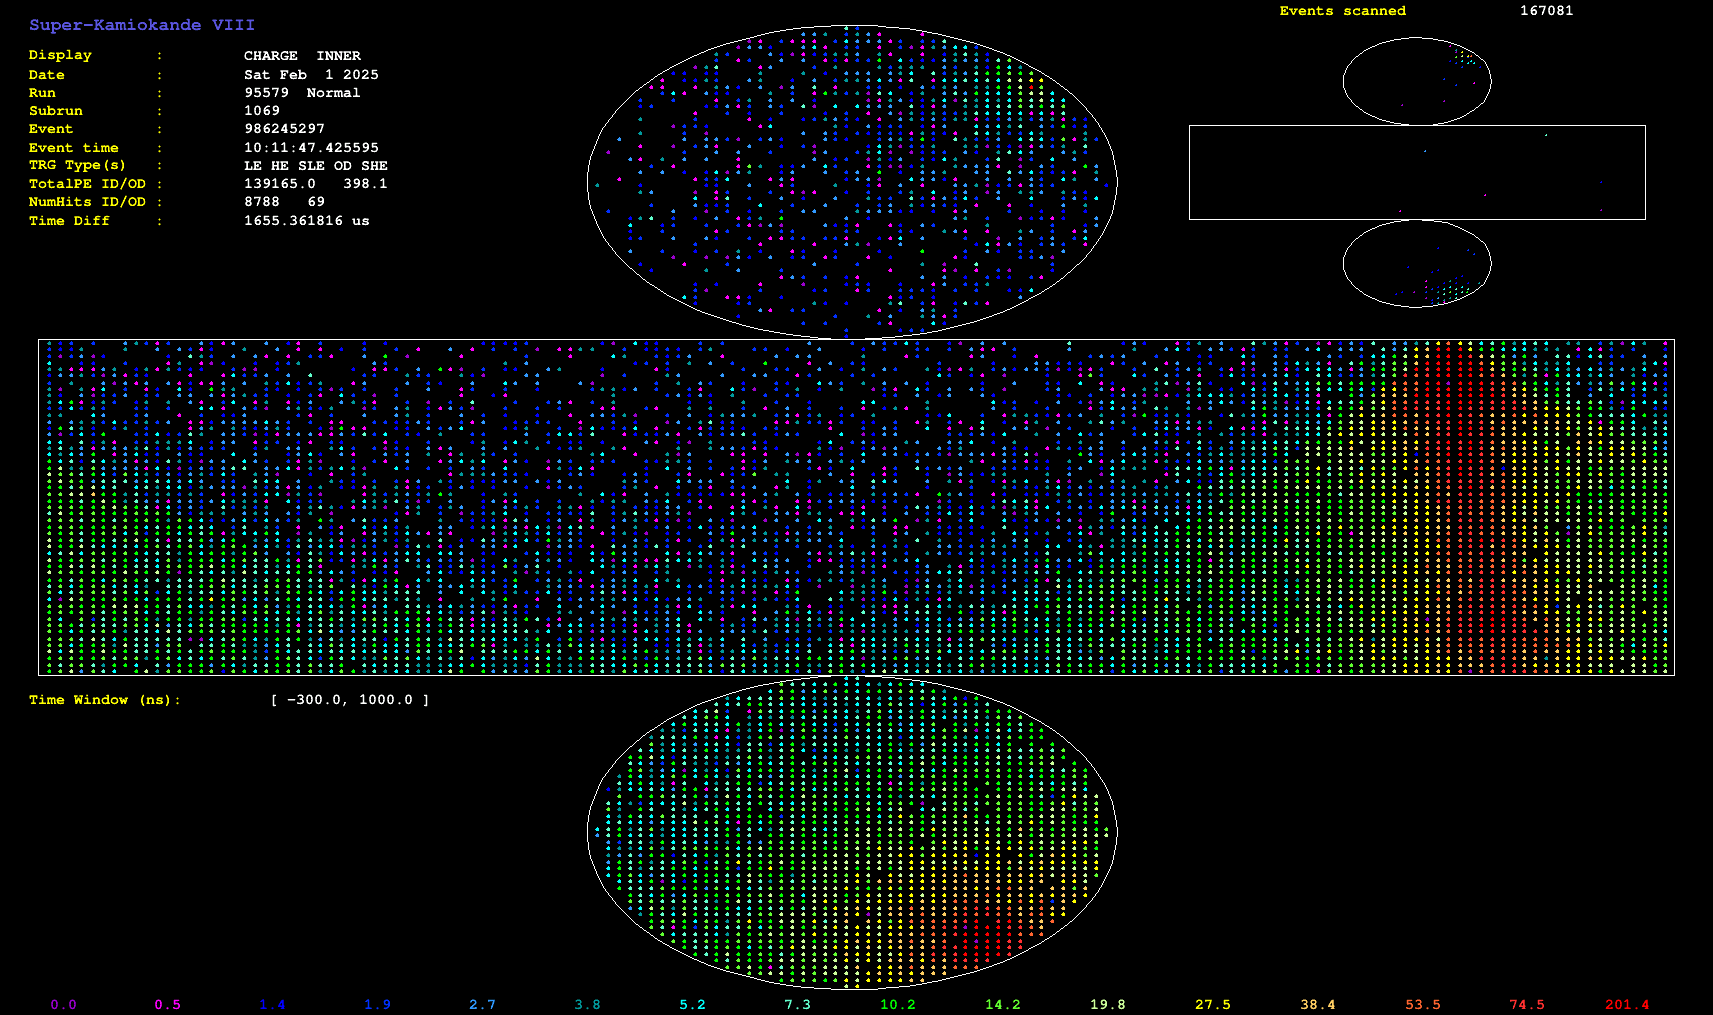 Super-Kamiokande VIII
Events scanned 167081
Display : CHARGE INNER
Date : Sat Feb 1 2025
Run : 95579 Normal
Subrun : 1069
Event : 986245297
Event time : 10:11:47.425595
TRG Type(s) : LE HE SLE OD SHE
TotalPE ID/OD : 139165.0 398.1
NumHits ID/OD : 8788 69
Time Diff : 1655.361816 us
Time Window (ns): [ -300.0, 1000.0 ]
0.0 0.5 1.4 1.9 2.7 3.8 5.2 7.3 10.2 14.2 19.8 27.5 38.4 53.5 74.5 201.4